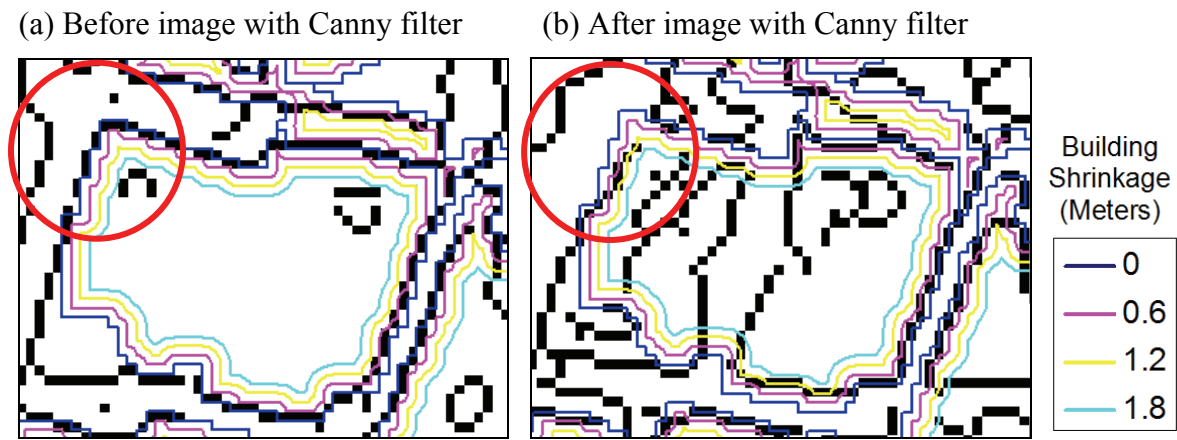 (a) Before image with Canny filter
(b) After image with Canny filter
Building
Shrinkage
(Meters)
0
0.6
1.2
1.8